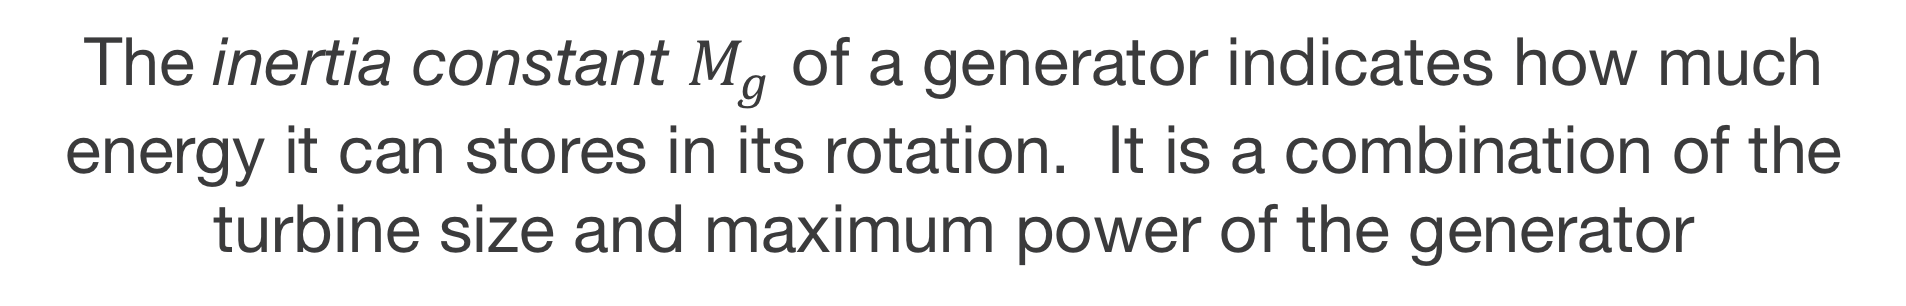 The inertia constant M_g of a generator indicates how much
energy it can stores in its rotation.  It is a combination of the
turbine size and maximum power of the generator